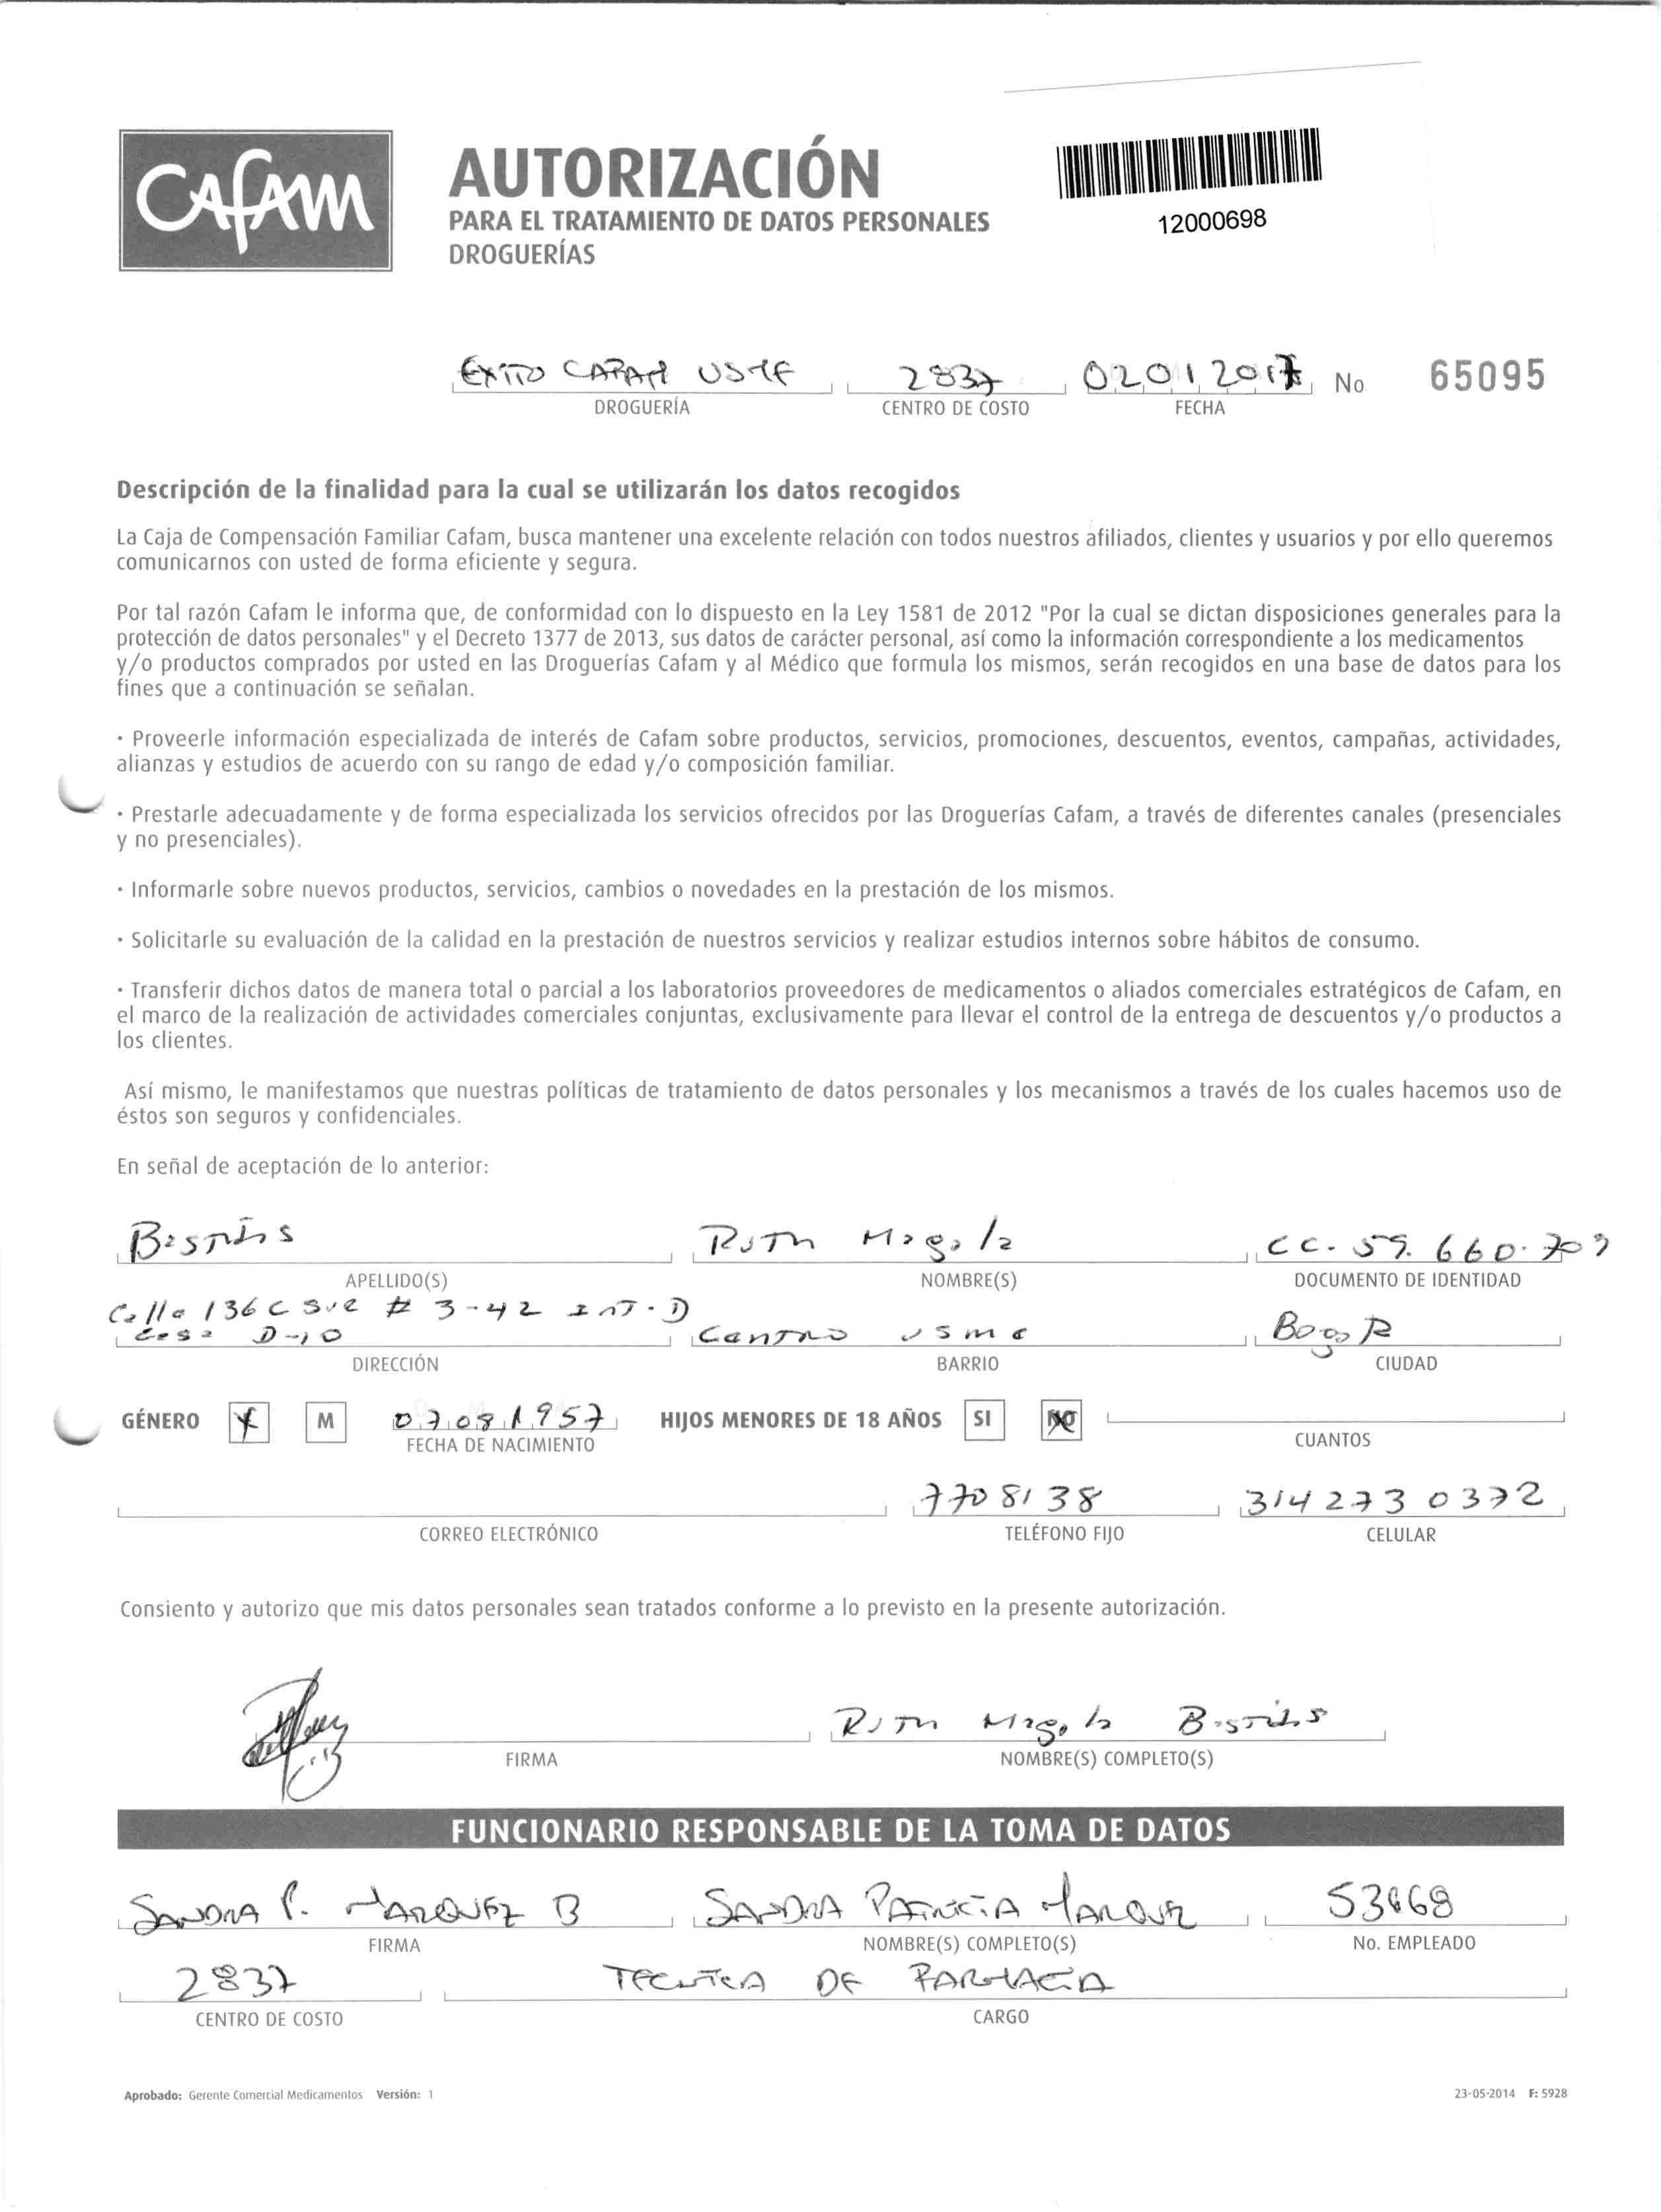 Cafam
AUTORIZACIÓN
PARA EL TRATAMIENTO DE DATOS PERSONALES
DROGUERÍAS
12000698
EXITO CAFAM USME 2837 02012017 No 65095
DROGUERÍA CENTRO DE COSTO FECHA
Descripción de la finalidad para la cual se utilizarán los datos recogidos
La Caja de Compensación Familiar Cafam, busca mantener una excelente relación con todos nuestros afiliados, clientes y usuarios y por ello queremos
comunicarnos con usted de forma eficiente y segura.
Por tal razón Cafam le informa que, de conformidad con lo dispuesto en la Ley 1581 de 2012 "Por la cual se dictan disposiciones generales para la
protección de datos personales" y el Decreto 1377 de 2013, sus datos de carácter personal, así como la información correspondiente a los medicamentos
y/o productos comprados por usted en las Droguerías Cafam y al Médico que formula los mismos, serán recogidos en una base de datos para los
fines que a continuación se señalan.
· Proveerle información especializada de interés de Cafam sobre productos, servicios, promociones, descuentos, eventos, campañas, actividades,
alianzas y estudios de acuerdo con su rango de edad y/o composición familiar.
· Prestarle adecuadamente y de forma especializada los servicios ofrecidos por las Droguerías Cafam, a través de diferentes canales (presenciales
y no presenciales).
· Informarle sobre nuevos productos, servicios, cambios o novedades en la prestación de los mismos.
· Solicitarle su evaluación de la calidad en la prestación de nuestros servicios y realizar estudios internos sobre hábitos de consumo.
· Transferir dichos datos de manera total o parcial a los laboratorios proveedores de medicamentos o aliados comerciales estratégicos de Cafam, en
el marco de la realización de actividades comerciales conjuntas, exclusivamente para llevar el control de la entrega de descuentos y/o productos a
los clientes.
Así mismo, le manifestamos que nuestras políticas de tratamiento de datos personales y los mecanismos a través de los cuales hacemos uso de
éstos son seguros y confidenciales.
En señal de aceptación de lo anterior:
Ruth Magola CC. 59.660.709
APELLIDO(S) NOMBRE(S) DOCUMENTO DE IDENTIDAD
Calle 136 C Sur # 3-42 INT. D
Casa D-10 Centro usme Bogota
DIRECCIÓN BARRIO CIUDAD
GÉNERO M 07081957 HIJOS MENORES DE 18 AÑOS SI NO
FECHA DE NACIMIENTO CUANTOS
7708138 314 273 0372
CORREO ELECTRÓNICO TELÉFONO FIJO CELULAR
Consiento y autorizo que mis datos personales sean tratados conforme a lo previsto en la presente autorización.
Ruth Magola
FIRMA NOMBRE(S) COMPLETO(S)
FUNCIONARIO RESPONSABLE DE LA TOMA DE DATOS
SANDRA P. MARQUEZ B SANDRA PATRICIA MARQUEZ 53668
FIRMA NOMBRE(S) COMPLETO(S) No. EMPLEADO
2837 TECNICA DE FARMACIA
CENTRO DE COSTO CARGO
Aprobado: Gerente Comercial Medicamentos Versión: 1 23-05-2014 F: 5928